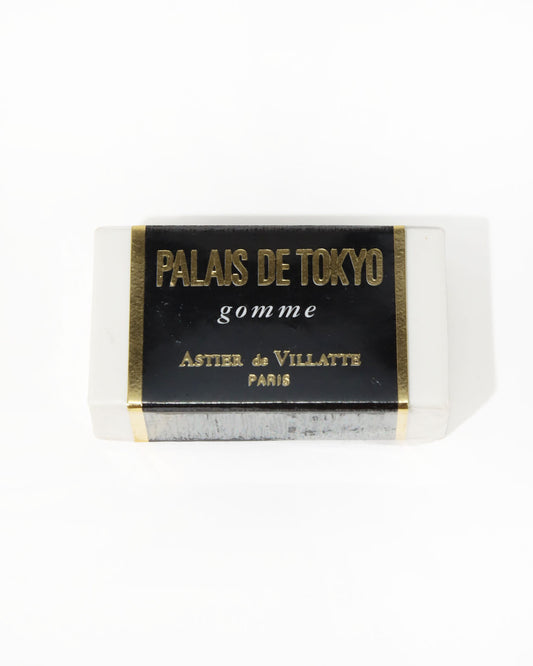 PALAIS DE TOKYO
gomme
ASTIER de VILLATTE
PARIS